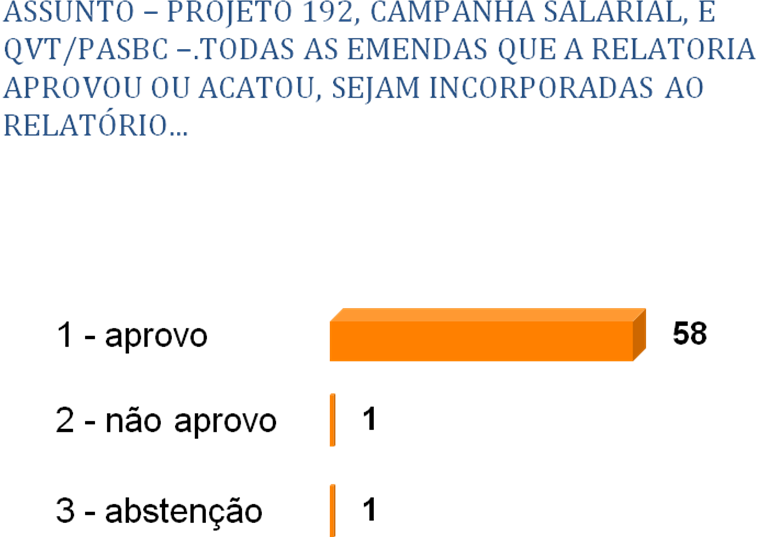 ASSUNTO – PROJETO 192, CAMPANHA SALARIAL, E
QVT/PASBC –.TODAS AS EMENDAS QUE A RELATORIA
APROVOU OU ACATOU, SEJAM INCORPORADAS AO
RELATÓRIO...
1 - aprovo 58
2 - não aprovo 1
3 - abstenção 1